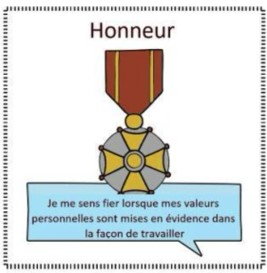 Honneur
Je me sens fier lorsque mes valeurs
personnelles sont mises en évidence dans
la façon de travailler